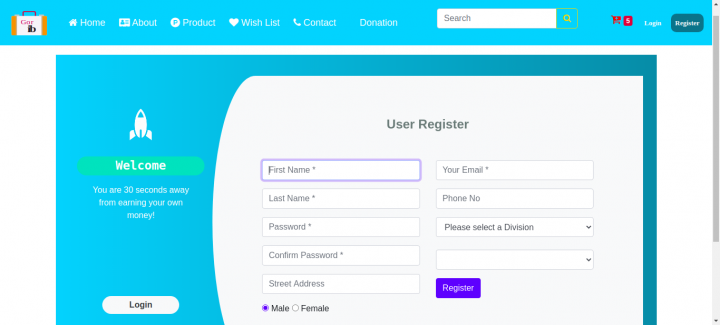 Gor
ib
Home
About
Product
Wish List
Contact
Donation
Search
5
Login
Register
Welcome
You are 30 seconds away
from earning your own
money!
Login
User Register
First Name *
Your Email *
Last Name *
Phone No
Password *
Please select a Division
Confirm Password *
Street Address
Register
Male
Female